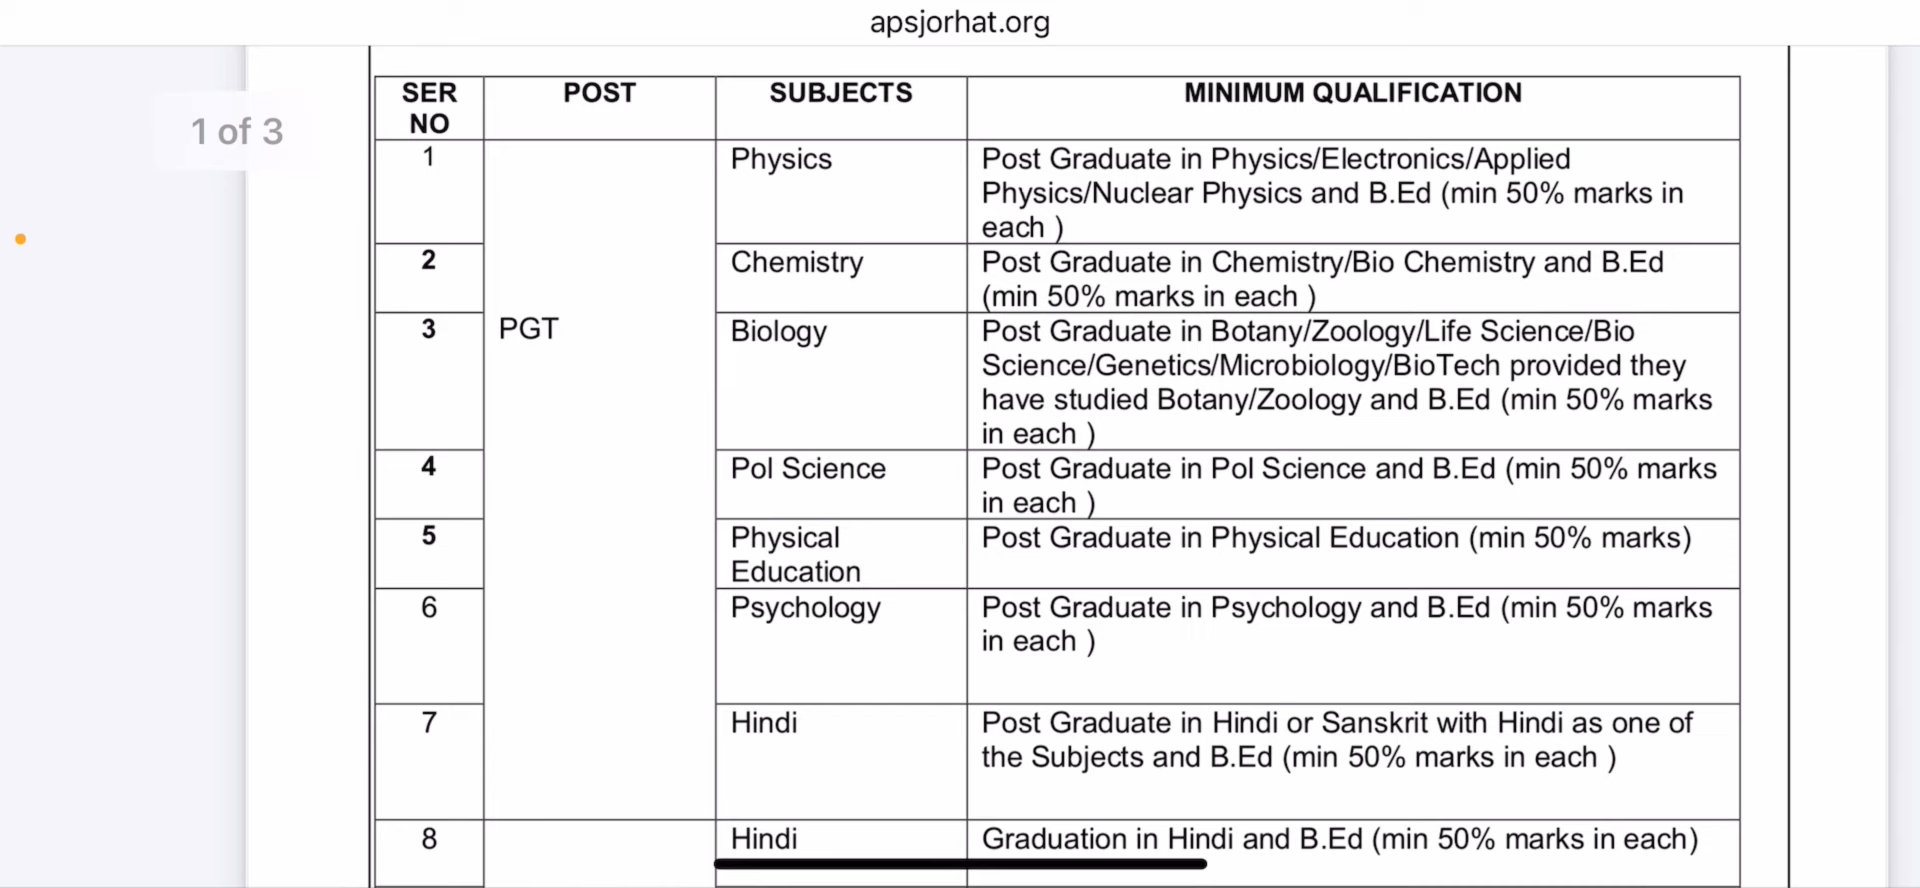 apsjorhat.org
1 of 3
SER NO POST SUBJECTS MINIMUM QUALIFICATION
1 Physics Post Graduate in Physics/Electronics/Applied
Physics/Nuclear Physics and B.Ed (min 50% marks in
each )
2 Chemistry Post Graduate in Chemistry/Bio Chemistry and B.Ed
(min 50% marks in each )
3 PGT Biology Post Graduate in Botany/Zoology/Life Science/Bio
Science/Genetics/Microbiology/BioTech provided they
have studied Botany/Zoology and B.Ed (min 50% marks
in each )
4 Pol Science Post Graduate in Pol Science and B.Ed (min 50% marks
in each )
5 Physical Education Post Graduate in Physical Education (min 50% marks)
6 Psychology Post Graduate in Psychology and B.Ed (min 50% marks
in each )
7 Hindi Post Graduate in Hindi or Sanskrit with Hindi as one of
the Subjects and B.Ed (min 50% marks in each )
8 Hindi Graduation in Hindi and B.Ed (min 50% marks in each)